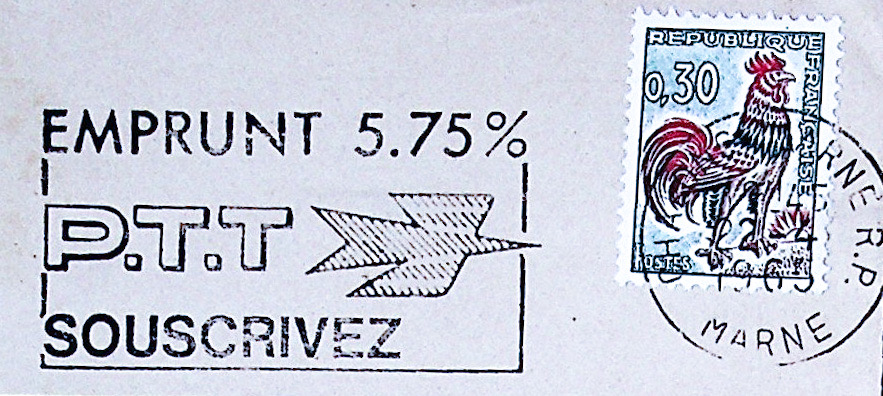 EMPRUNT 5.75%
P.T.T
SOUSCRIVEZ
REPUBLIQUE FRANÇAISE
0,30
POSTES
MARNE